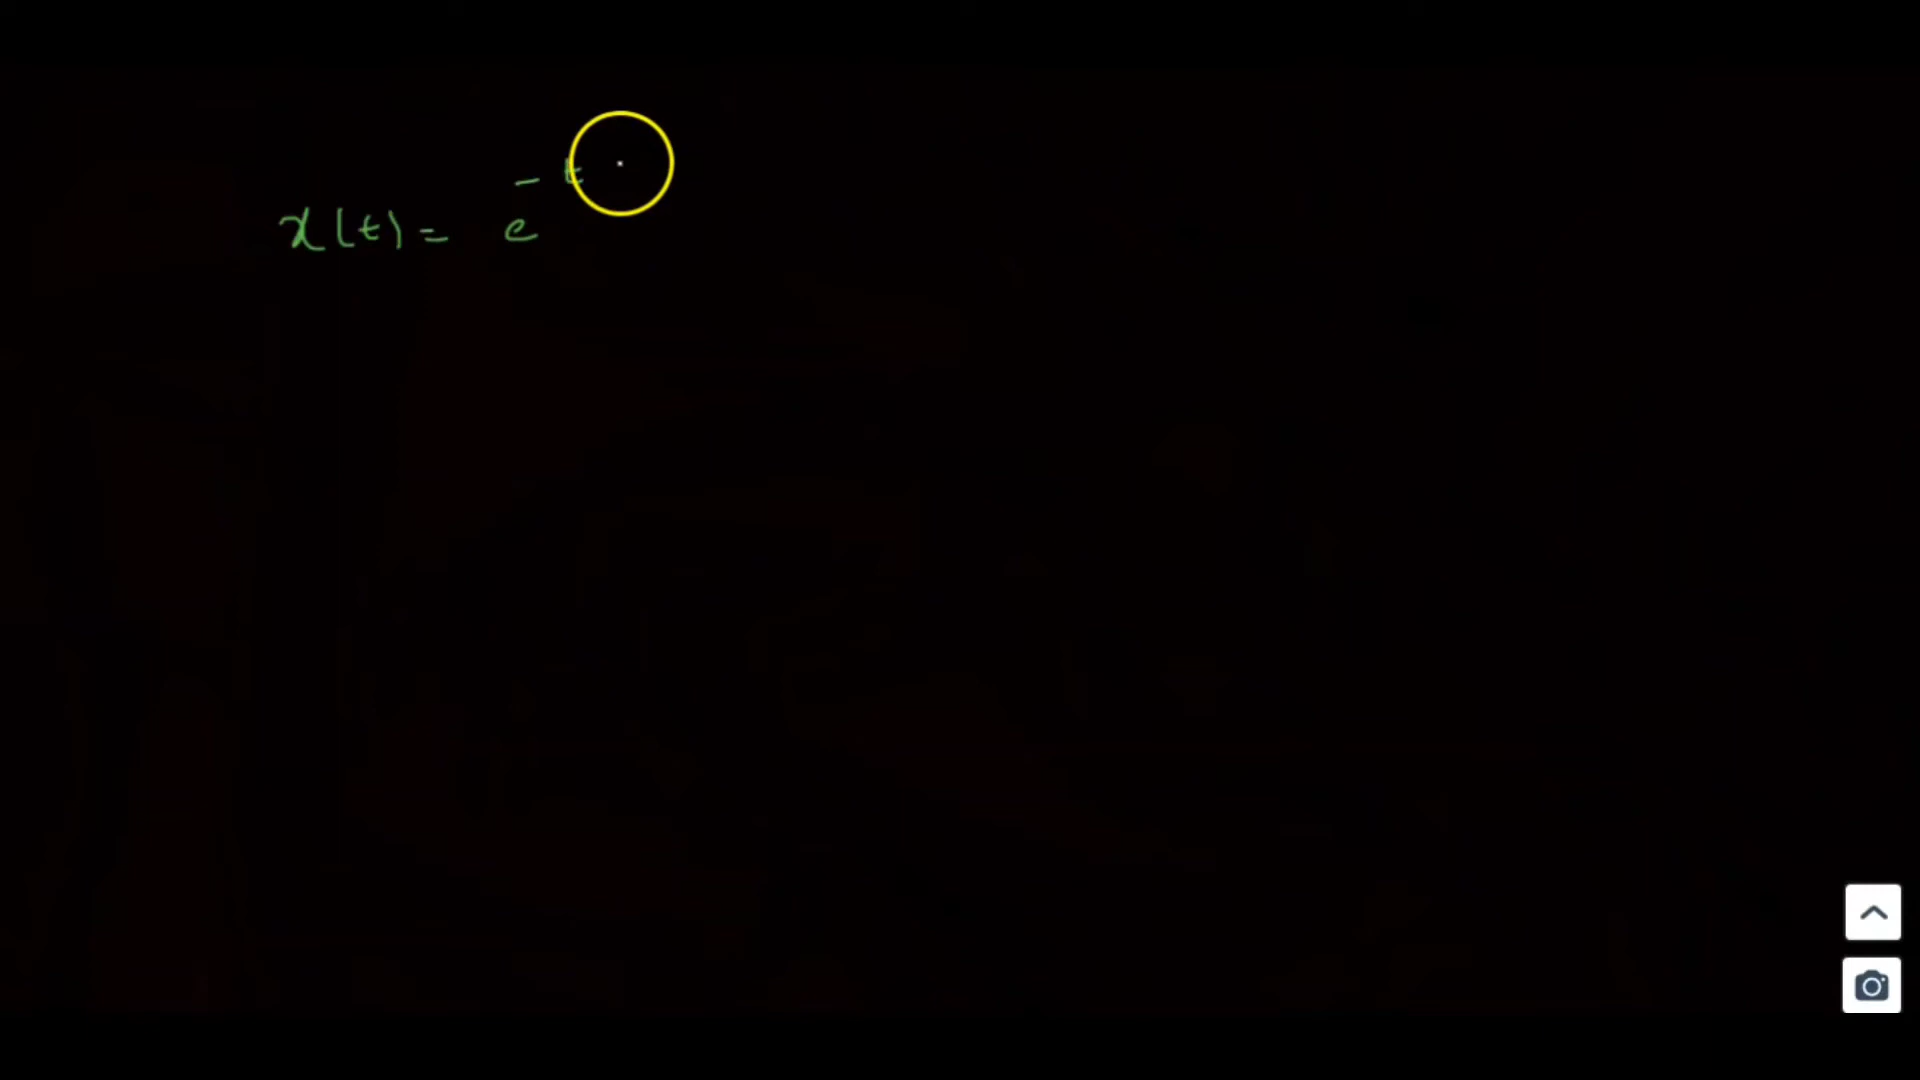 x(t) = e^{-t}